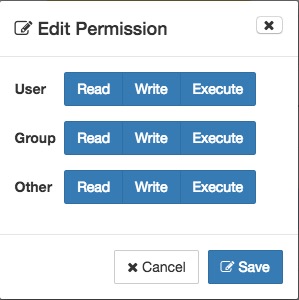 Edit Permission
User Read Write Execute
Group Read Write Execute
Other Read Write Execute
Cancel Save